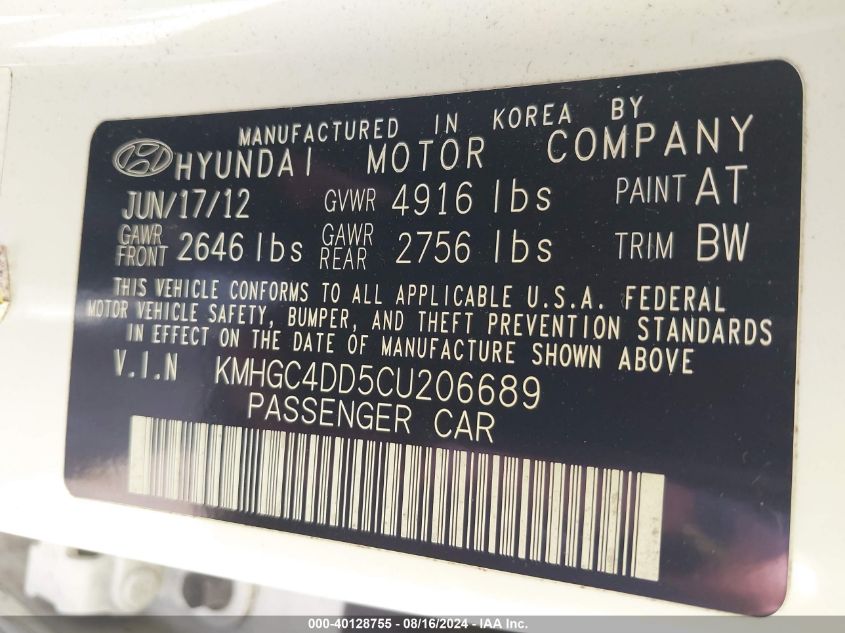 MANUFACTURED IN KOREA BY
HYUNDAI MOTOR COMPANY
JUN/17/12 GVWR 4916 lbs PAINT AT
GAWR FRONT 2646 lbs GAWR REAR 2756 lbs TRIM BW
THIS VEHICLE CONFORMS TO ALL APPLICABLE U.S.A. FEDERAL
MOTOR VEHICLE SAFETY, BUMPER, AND THEFT PREVENTION STANDARDS
IN EFFECT ON THE DATE OF MANUFACTURE SHOWN ABOVE
V.I.N KMHGC4DD5CU206689
PASSENGER CAR
000-40128755 - 08/16/2024 - IAA Inc.